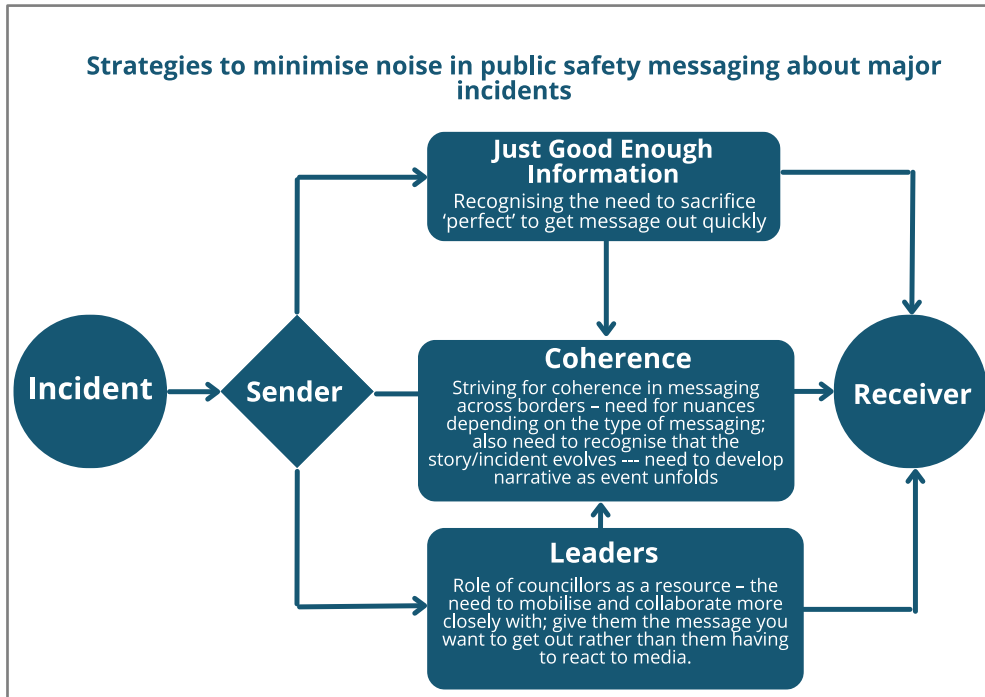 Strategies to minimise noise in public safety messaging about major
incidents
Just Good Enough
Information
Recognising the need to sacrifice
‘perfect’ to get message out quickly
Incident
Sender
Coherence
Striving for coherence in messaging
across borders – need for nuances
depending on the type of messaging;
also need to recognise that the
story/incident evolves --- need to develop
narrative as event unfolds
Receiver
Leaders
Role of councillors as a resource – the
need to mobilise and collaborate more
closely with; give them the message you
want to get out rather than them having
to react to media.